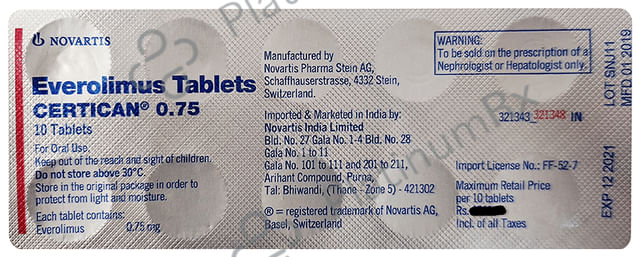 NOVARTIS
Everolimus Tablets
CERTICAN® 0.75
10 Tablets
For Oral Use.
Keep out of the reach and sight of children.
Do not store above 30°C.
Store in the original package in order to
protect from light and moisture.
Each tablet contains:
Everolimus 0.75 mg
Manufactured by
Novartis Pharma Stein AG,
Schaffhauserstrasse, 4332 Stein,
Switzerland.
Imported & Marketed in India by:
Novartis India Limited
Bld. No. 27 Gala No. 1-4 Bld. No. 28
Gala No. 1 to 11
Gala No. 101 to 111 and 201 to 211,
Arihant Compound, Purna,
Tal: Bhiwandi, (Thane - Zone 5) - 421302
® = registered trademark of Novartis AG,
Basel, Switzerland
WARNING:
To be sold on the prescription of a
Nephrologist or Hepatologist only.
321343 321348 IN
Import License No.: FF-52-7
Maximum Retail Price
per 10 tablets
Rs.
Incl. of all Taxes
LOT SNJ11
MFD 01 2019
EXP 12 2021
PlatinumRx